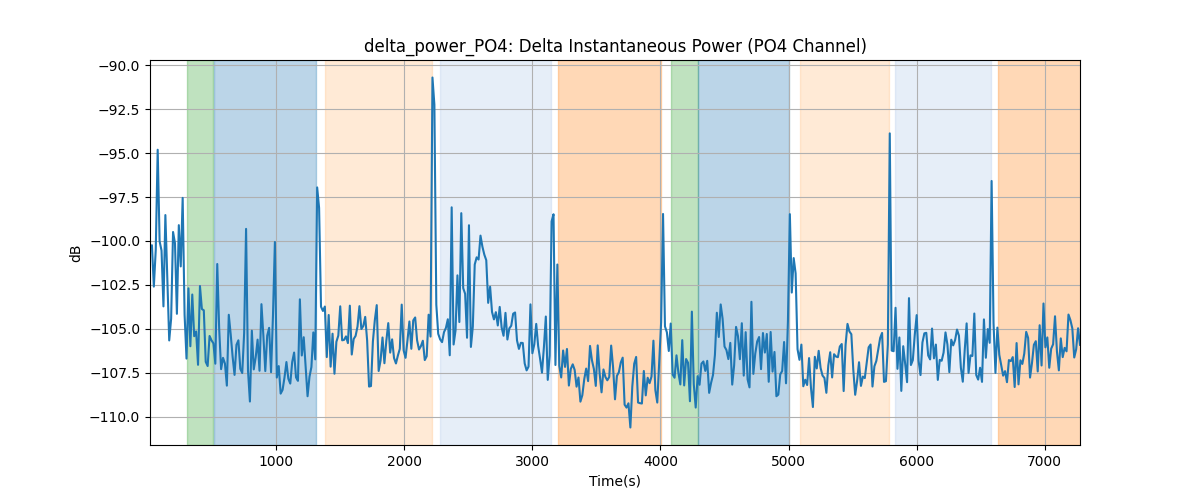 delta_power_PO4: Delta Instantaneous Power (PO4 Channel)
−90.0
−92.5
−95.0
−97.5
−100.0
−102.5
−105.0
−107.5
−110.0
dB
1000 2000 3000 4000 5000 6000 7000
Time(s)